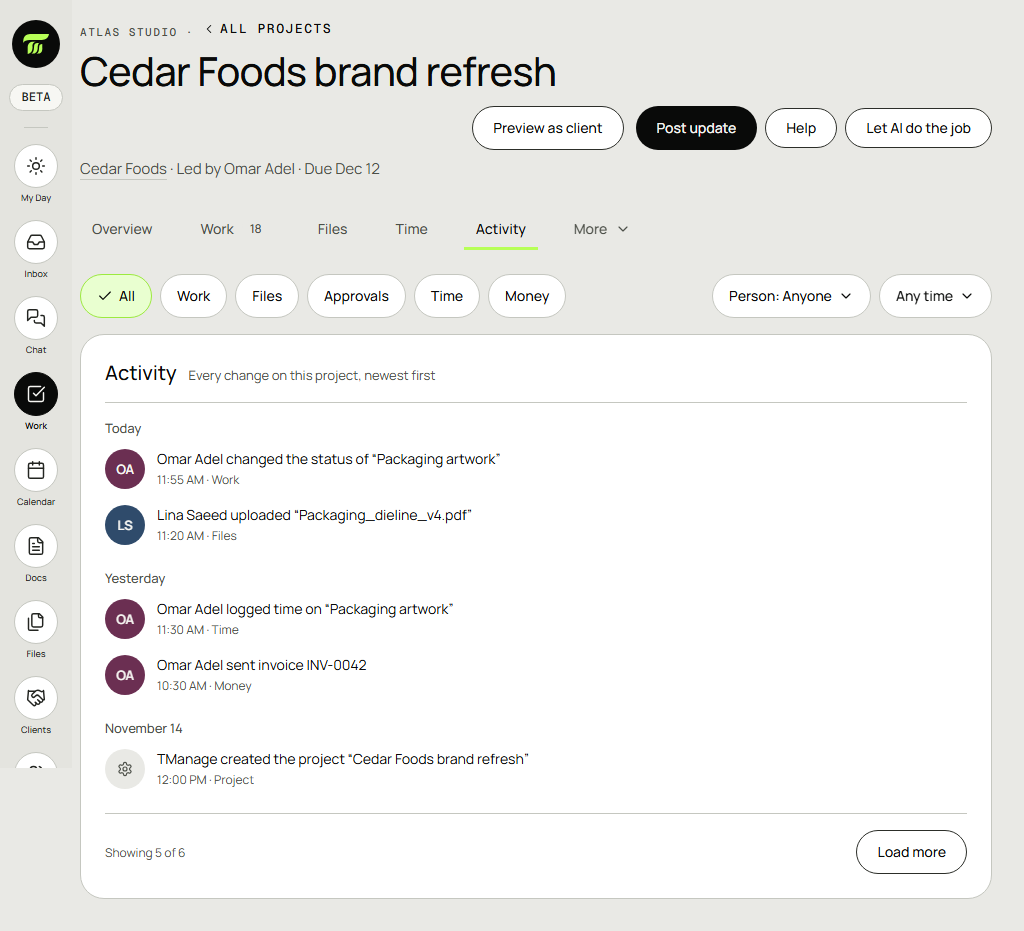 ATLAS STUDIO · ALL PROJECTS
Cedar Foods brand refresh
BETA
Preview as client
Post update
Help
Let AI do the job
Cedar Foods · Led by Omar Adel · Due Dec 12
My Day
Inbox
Chat
Work
Calendar
Docs
Files
Clients
Overview
Work 18
Files
Time
Activity
More
All
Work
Files
Approvals
Time
Money
Person: Anyone
Any time
Activity Every change on this project, newest first
Today
OA
Omar Adel changed the status of “Packaging artwork”
11:55 AM · Work
LS
Lina Saeed uploaded “Packaging_dieline_v4.pdf”
11:20 AM · Files
Yesterday
OA
Omar Adel logged time on “Packaging artwork”
11:30 AM · Time
OA
Omar Adel sent invoice INV-0042
10:30 AM · Money
November 14
TManage created the project “Cedar Foods brand refresh”
12:00 PM · Project
Showing 5 of 6
Load more